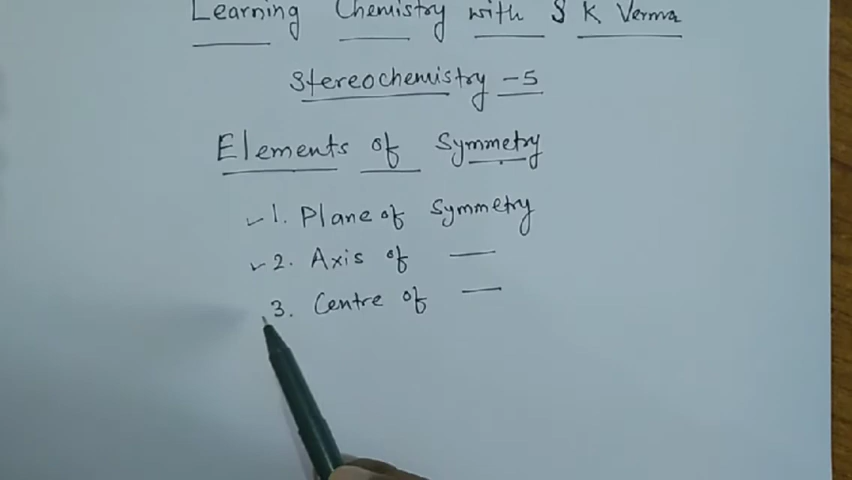 Learning Chemistry with S K Verma
Stereochemistry -5
Elements of Symmetry
✓ 1. Plane of Symmetry
✓ 2. Axis of —
3. Centre of —